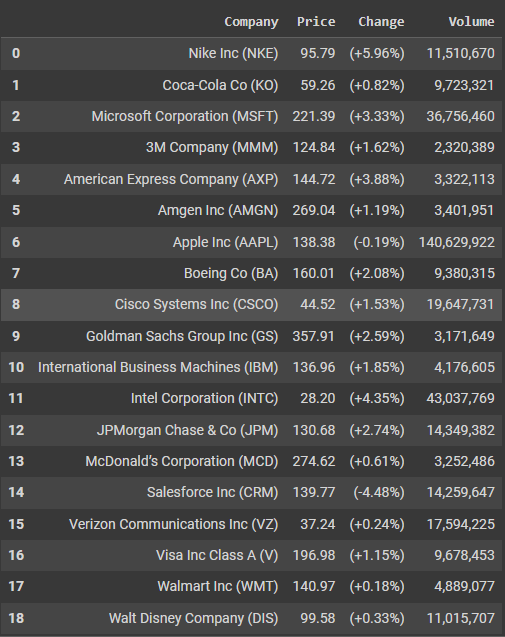 Company Price Change Volume
0 Nike Inc (NKE) 95.79 (+5.96%) 11,510,670
1 Coca-Cola Co (KO) 59.26 (+0.82%) 9,723,321
2 Microsoft Corporation (MSFT) 221.39 (+3.33%) 36,756,460
3 3M Company (MMM) 124.84 (+1.62%) 2,320,389
4 American Express Company (AXP) 144.72 (+3.88%) 3,322,113
5 Amgen Inc (AMGN) 269.04 (+1.19%) 3,401,951
6 Apple Inc (AAPL) 138.38 (-0.19%) 140,629,922
7 Boeing Co (BA) 160.01 (+2.08%) 9,380,315
8 Cisco Systems Inc (CSCO) 44.52 (+1.53%) 19,647,731
9 Goldman Sachs Group Inc (GS) 357.91 (+2.59%) 3,171,649
10 International Business Machines (IBM) 136.96 (+1.85%) 4,176,605
11 Intel Corporation (INTC) 28.20 (+4.35%) 43,037,769
12 JPMorgan Chase & Co (JPM) 130.68 (+2.74%) 14,349,382
13 McDonald’s Corporation (MCD) 274.62 (+0.61%) 3,252,486
14 Salesforce Inc (CRM) 139.77 (-4.48%) 14,259,647
15 Verizon Communications Inc (VZ) 37.24 (+0.24%) 17,594,225
16 Visa Inc Class A (V) 196.98 (+1.15%) 9,678,453
17 Walmart Inc (WMT) 140.97 (+0.18%) 4,889,077
18 Walt Disney Company (DIS) 99.58 (+0.33%) 11,015,707